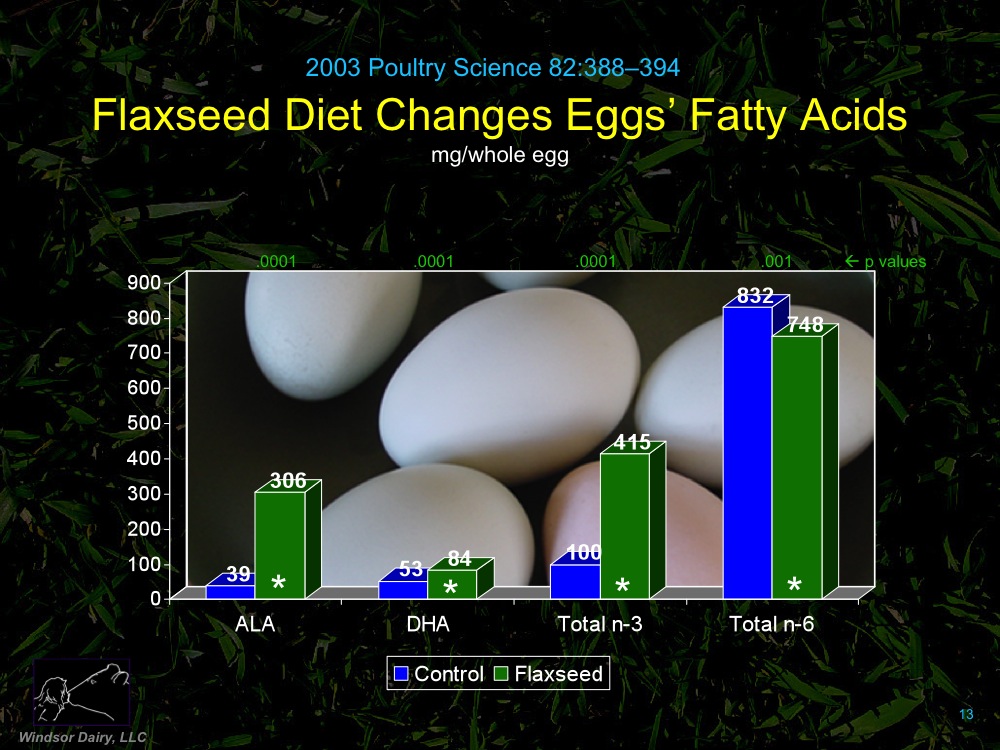 2003 Poultry Science 82:388–394
Flaxseed Diet Changes Eggs’ Fatty Acids
mg/whole egg
.0001 .0001 .0001 .001 ← p values
900
800
700
600
500
400
300
200
100
0
39 306 53 84 100 415 832 748
* * * *
ALA DHA Total n-3 Total n-6
Control Flaxseed
Windsor Dairy, LLC
13